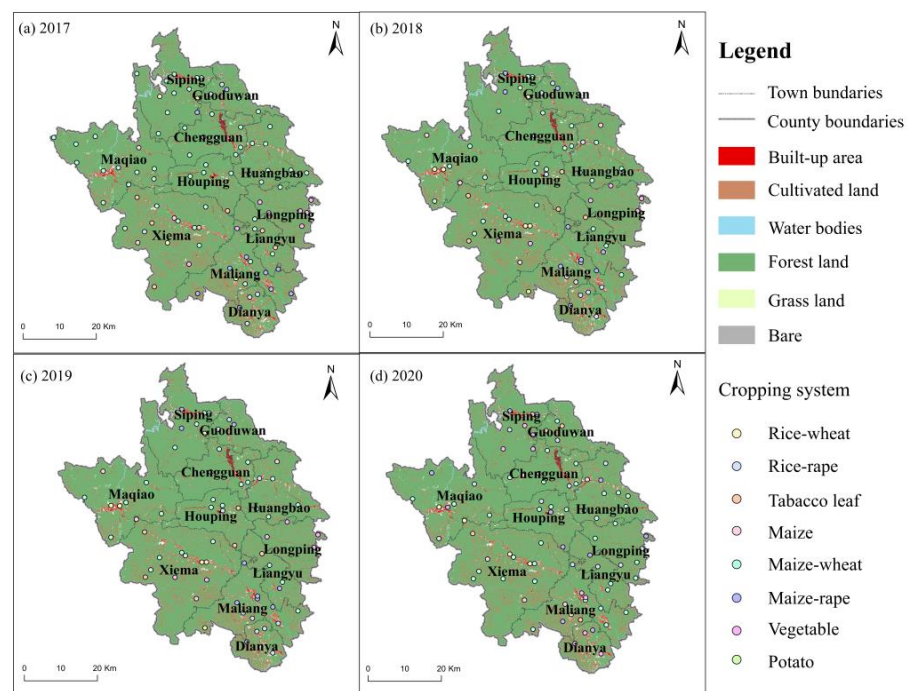 (a) 2017
N
Siping
Guoduwan
Chengguan
Maqiao
Houping
Huangbao
Longping
Xiema
Liangyu
Maliang
Dianya
0 10 20 Km
(b) 2018
N
Siping
Guoduwan
Chengguan
Maqiao
Houping
Huangbao
Longping
Xiema
Liangyu
Maliang
Dianya
0 10 20 Km
(c) 2019
N
Siping
Guoduwan
Chengguan
Maqiao
Houping
Huangbao
Longping
Xiema
Liangyu
Maliang
Dianya
0 10 20 Km
(d) 2020
N
Siping
Guoduwan
Chengguan
Maqiao
Houping
Huangbao
Longping
Xiema
Liangyu
Maliang
Dianya
0 10 20 Km
Legend
Town bundaries
County boundaries
Built-up area
Cultivated land
Water bodies
Forest land
Grass land
Bare
Cropping system
Rice-wheat
Rice-rape
Tabacco leaf
Maize
Maize-wheat
Maize-rape
Vegetable
Potato